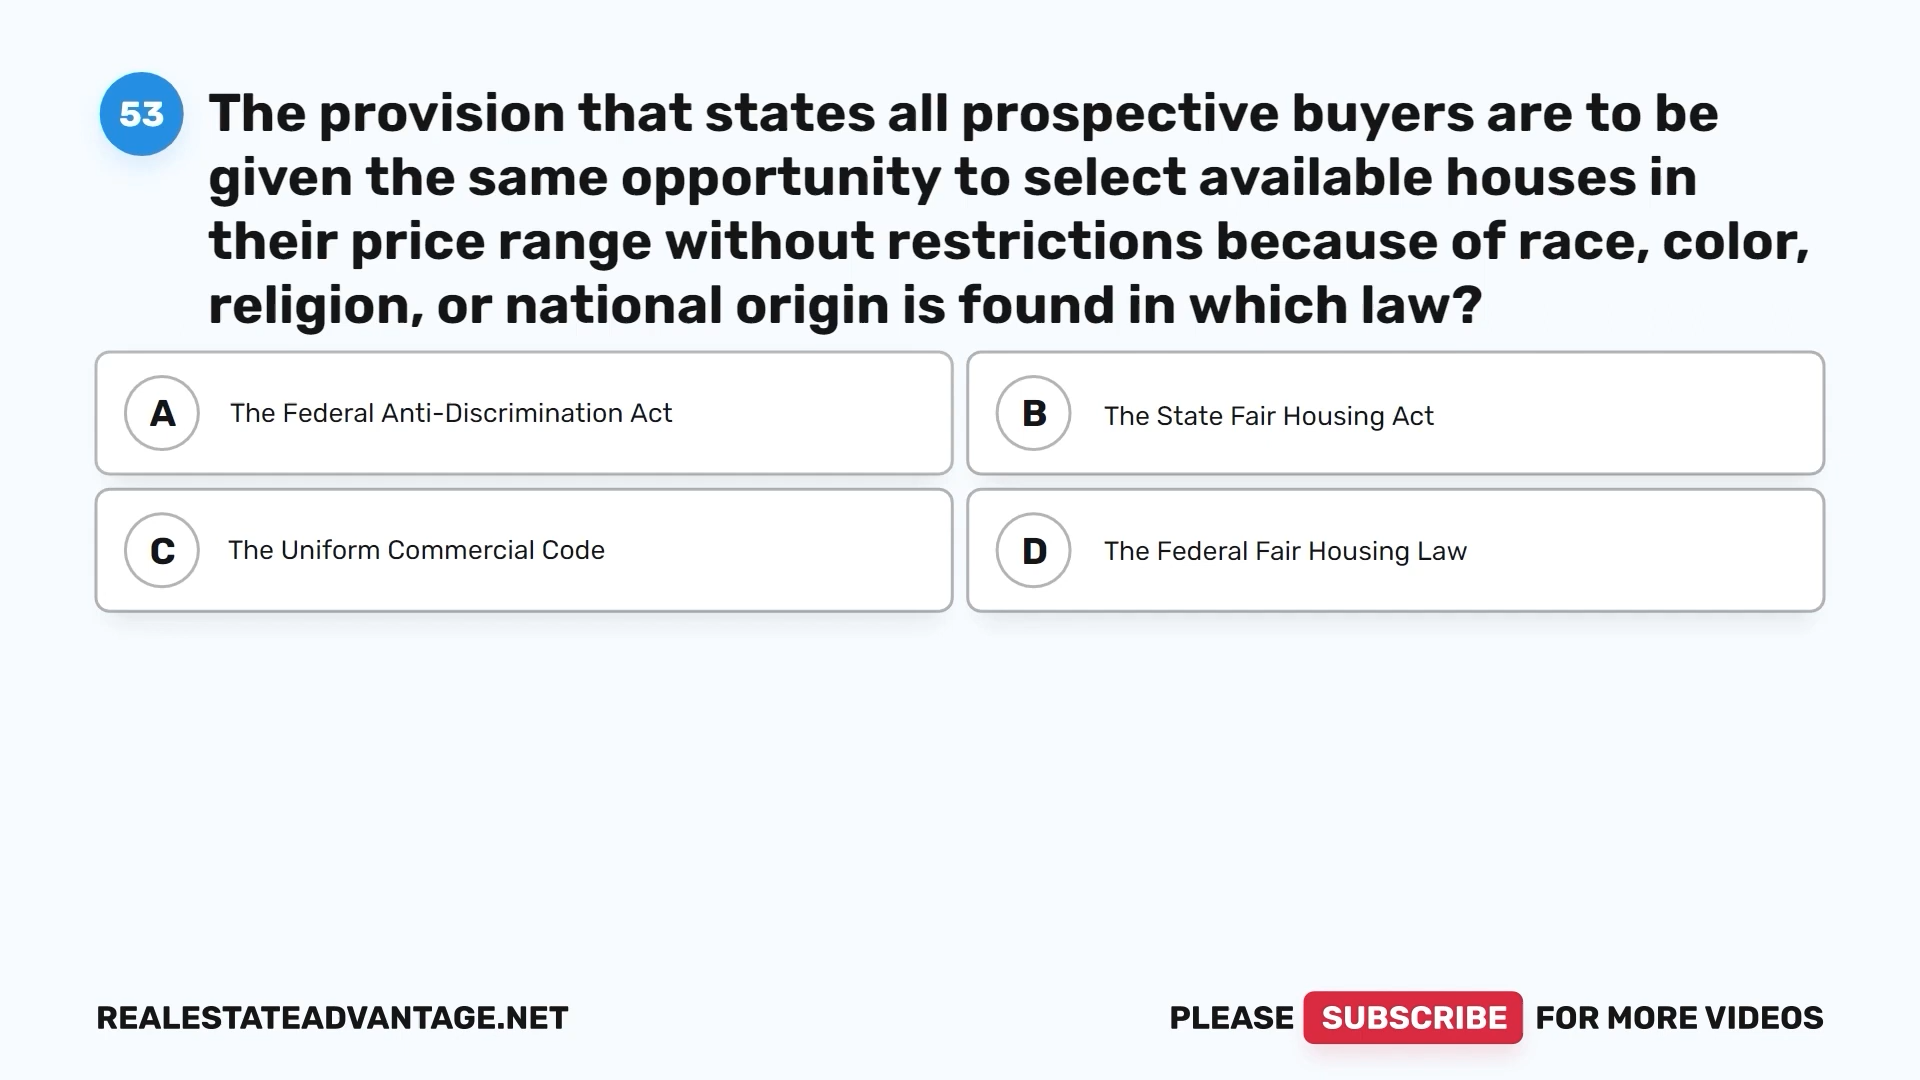 53
The provision that states all prospective buyers are to be
given the same opportunity to select available houses in
their price range without restrictions because of race, color,
religion, or national origin is found in which law?
A The Federal Anti-Discrimination Act
B The State Fair Housing Act
C The Uniform Commercial Code
D The Federal Fair Housing Law
REALESTATEADVANTAGE.NET
PLEASE SUBSCRIBE FOR MORE VIDEOS